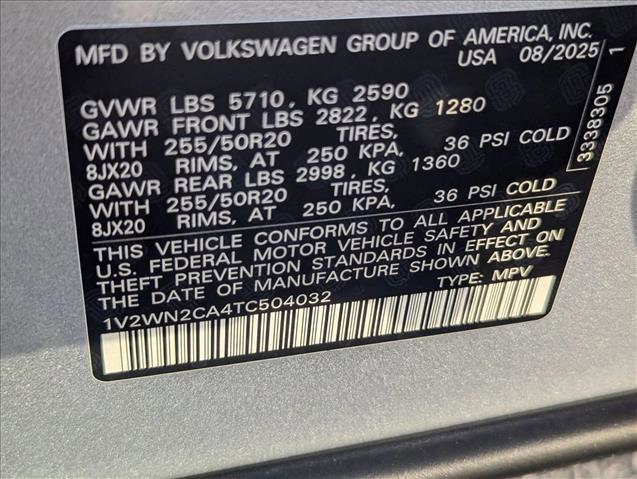 MFD BY VOLKSWAGEN GROUP OF AMERICA, INC.
USA 08/2025
GVWR LBS 5710, KG 2590
GAWR FRONT LBS 2822, KG 1280
WITH 255/50R20 TIRES,
8JX20 RIMS, AT 250 KPA, 36 PSI COLD
GAWR REAR LBS 2998, KG 1360
WITH 255/50R20 TIRES,
8JX20 RIMS, AT 250 KPA, 36 PSI COLD
THIS VEHICLE CONFORMS TO ALL APPLICABLE
U.S. FEDERAL MOTOR VEHICLE SAFETY AND
THEFT PREVENTION STANDARDS IN EFFECT ON
THE DATE OF MANUFACTURE SHOWN ABOVE.
1V2WN2CA4TC504032 TYPE: MPV
3338305 1